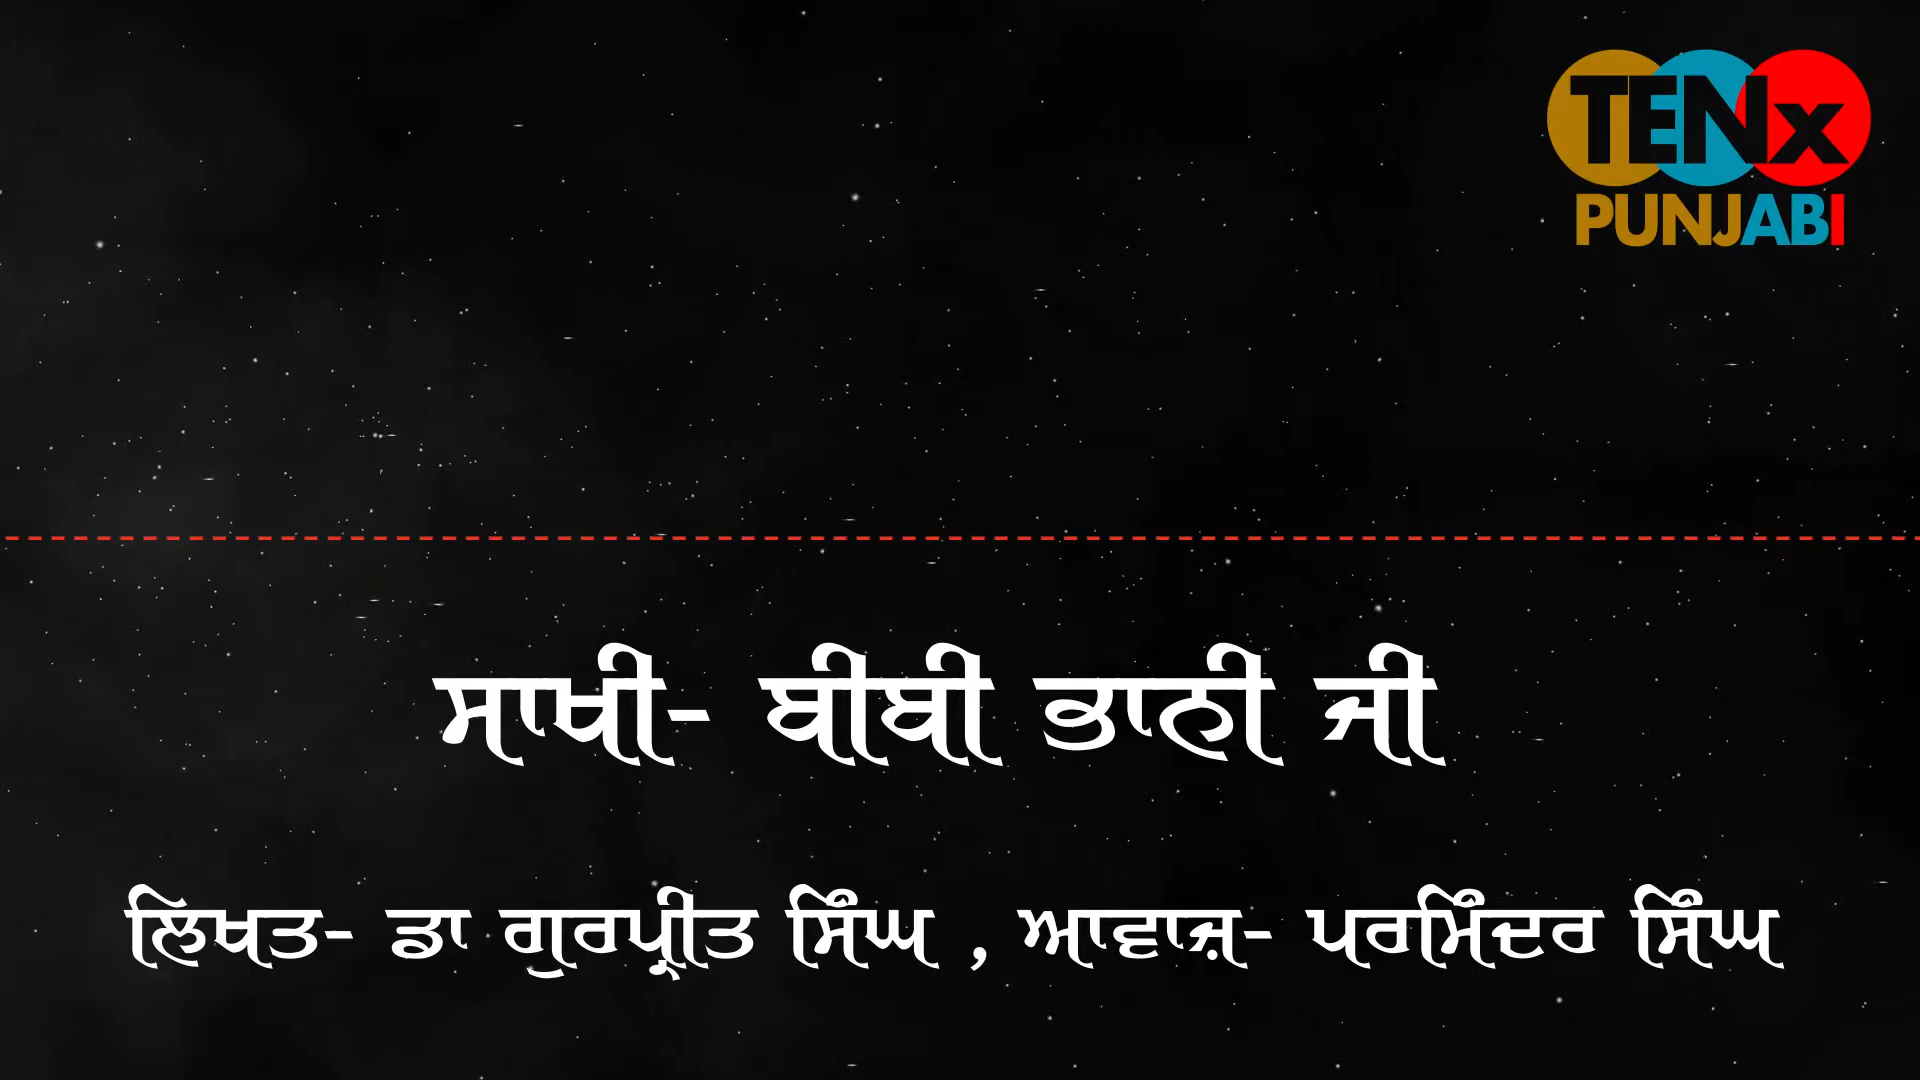 TENx
PUNJABI
ਸਾਖੀ- ਬੀਬੀ ਭਾਨੀ ਜੀ
ਲਿਖਤ- ਡਾ ਗੁਰਪ੍ਰੀਤ ਸਿੰਘ , ਆਵਾਜ਼- ਪਰਮਿੰਦਰ ਸਿੰਘ